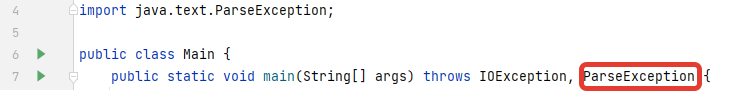 4 import java.text.ParseException;
5
6 public class Main {
7 public static void main(String[] args) throws IOException, ParseException {